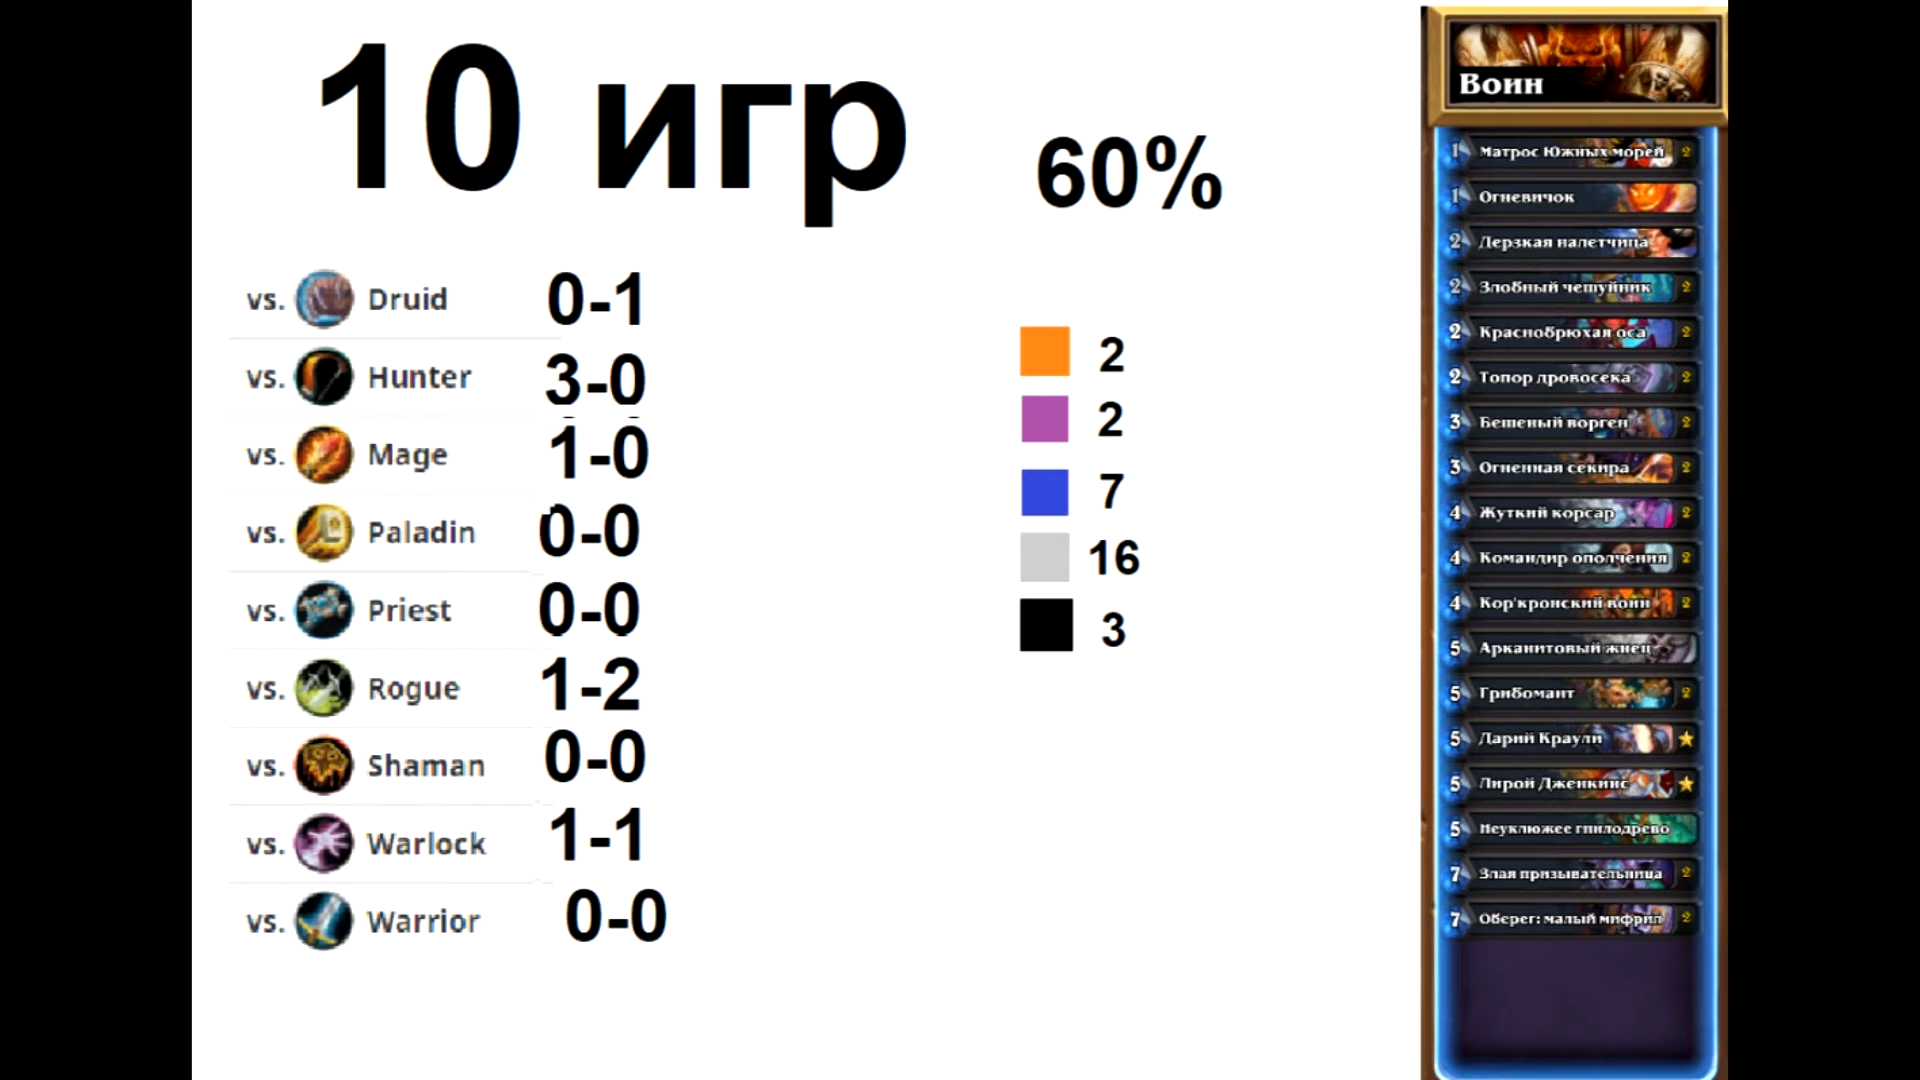 10 игр
60%
vs. Druid 0-1
vs. Hunter 3-0
vs. Mage 1-0
vs. Paladin 0-0
vs. Priest 0-0
vs. Rogue 1-2
vs. Shaman 0-0
vs. Warlock 1-1
vs. Warrior 0-0
2
2
7
16
3
Воин
1 Матрос Южных морей 2
1 Огневичок
2 Дерзкая налетчица
2 Злобный чешуйник 2
2 Краснобрюхая оса 2
2 Топор дровосека 2
3 Бешеный ворген 2
3 Огненная секира 2
4 Жуткий корсар 2
4 Командир ополчения 2
4 Кор'кронский воин 2
5 Арканитовый жнец
5 Грибомант 2
5 Дарий Краули
5 Лирой Дженкинс
5 Неуклюжее гнилодрево
7 Злая призывательница 2
7 Оберег: малый мифрил 2